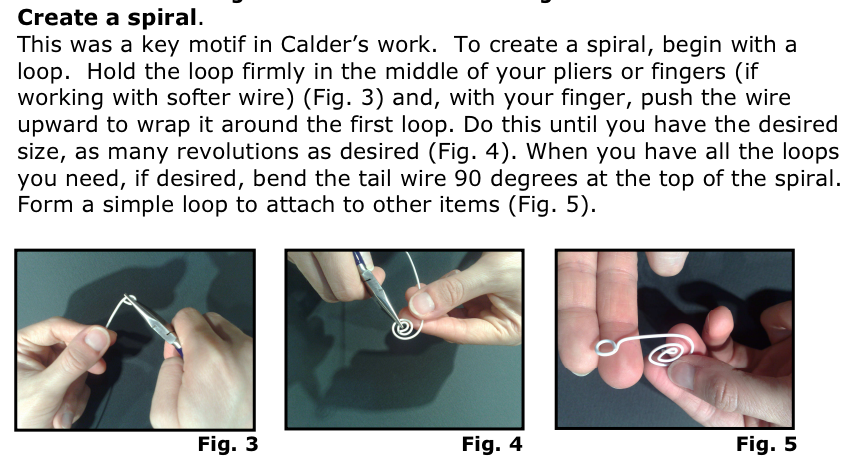 Create a spiral.
This was a key motif in Calder's work.  To create a spiral, begin with a
loop.  Hold the loop firmly in the middle of your pliers or fingers (if
working with softer wire) (Fig. 3) and, with your finger, push the wire
upward to wrap it around the first loop. Do this until you have the desired
size, as many revolutions as desired (Fig. 4). When you have all the loops
you need, if desired, bend the tail wire 90 degrees at the top of the spiral.
Form a simple loop to attach to other items (Fig. 5).
Fig. 3
Fig. 4
Fig. 5